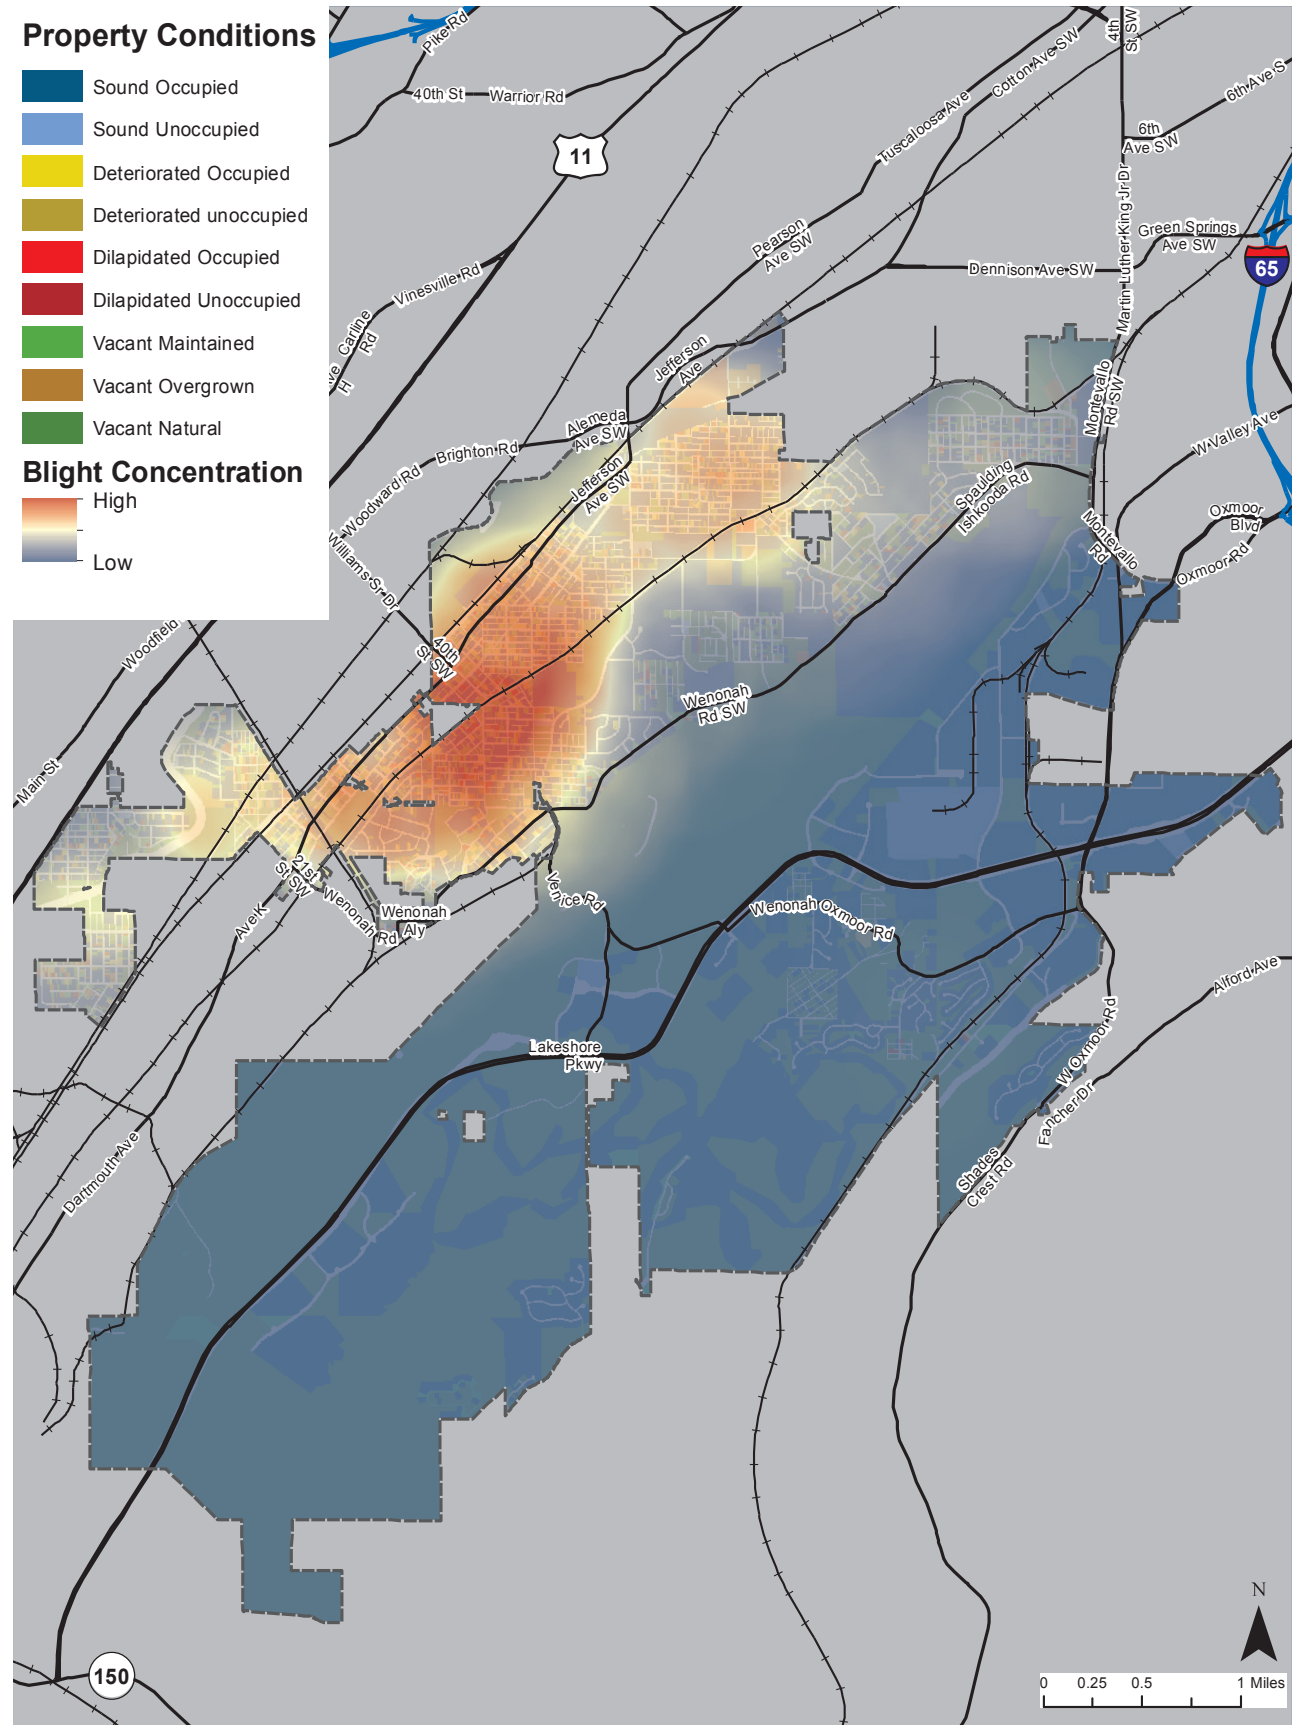 Property Conditions
Sound Occupied
Sound Unoccupied
Deteriorated Occupied
Deteriorated unoccupied
Dilapidated Occupied
Dilapidated Unoccupied
Vacant Maintained
Vacant Overgrown
Vacant Natural
Blight Concentration
High
Low
Pike Rd
40th St
Warrior Rd
11
4th
St SW
Cotton Ave SW
Tuscaloosa Ave
6th Ave S
6th
Ave SW
Martin Luther King Jr Dr
Green Springs
Ave SW
65
Pearson
Ave SW
Dennison Ave SW
Vinesville Rd
Carline
Rd
Ave
H
Jefferson
Ave
Montevallo
Rd SW
W Valley Ave
Alameda
Ave SW
Brighton Rd
Woodward Rd
Jefferson
Ave SW
Spaulding
Ishkooda Rd
Oxmoor
Blvd
Oxmoor Rd
Montevallo
Rd
Williams Sr Dr
40th
St SW
Woodfield
Wenonah
Rd SW
Main St
21st
St SW
Wenonah Rd
Wenonah
Aly
Ave K
Venice Rd
Wenonah Oxmoor Rd
Alford Ave
Lakeshore
Pkwy
W Oxmoor Rd
Fancher Dr
Shades
Crest Rd
Dartmouth Ave
150
N
0 0.25 0.5 1 Miles